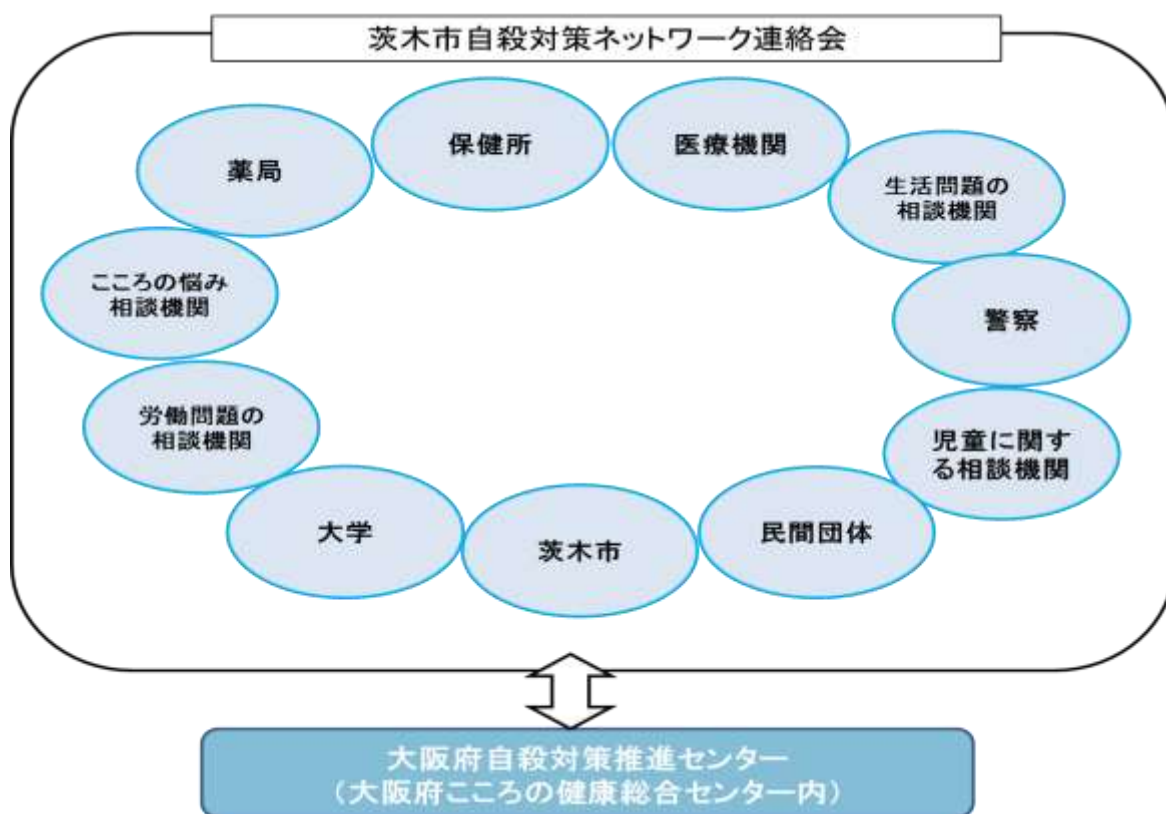 茨木市自殺対策ネットワーク連絡会
保健所
医療機関
薬局
生活問題の
相談機関
こころの悩み
相談機関
警察
労働問題の
相談機関
児童に関す
る相談機関
大学
茨木市
民間団体
大阪府自殺対策推進センター
（大阪府こころの健康総合センター内）